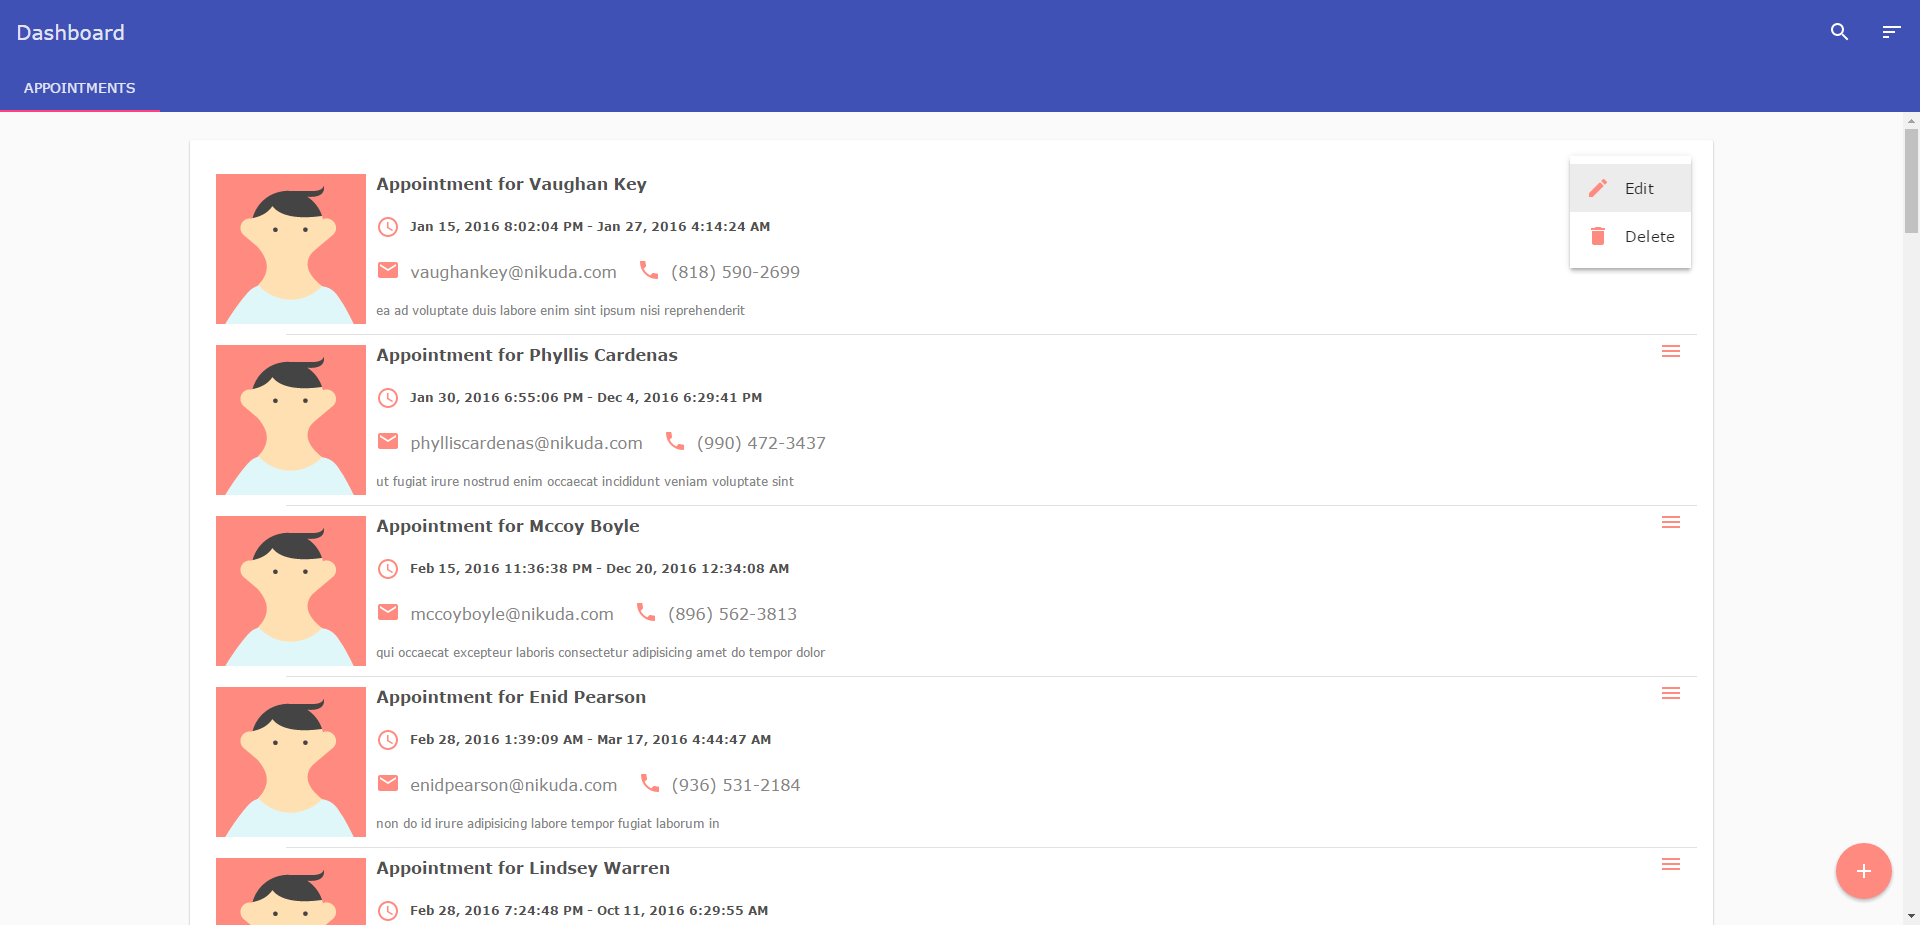 Dashboard
APPOINTMENTS
Appointment for Vaughan Key
Jan 15, 2016 8:02:04 PM - Jan 27, 2016 4:14:24 AM
vaughankey@nikuda.com (818) 590-2699
ea ad voluptate duis labore enim sint ipsum nisi reprehenderit
Edit
Delete
Appointment for Phyllis Cardenas
Jan 30, 2016 6:55:06 PM - Dec 4, 2016 6:29:41 PM
phylliscardenas@nikuda.com (990) 472-3437
ut fugiat irure nostrud enim occaecat incididunt veniam voluptate sint
Appointment for Mccoy Boyle
Feb 15, 2016 11:36:38 PM - Dec 20, 2016 12:34:08 AM
mccoyboyle@nikuda.com (896) 562-3813
qui occaecat excepteur laboris consectetur adipisicing amet do tempor dolor
Appointment for Enid Pearson
Feb 28, 2016 1:39:09 AM - Mar 17, 2016 4:44:47 AM
enidpearson@nikuda.com (936) 531-2184
non do id irure adipisicing labore tempor fugiat laborum in
Appointment for Lindsey Warren
Feb 28, 2016 7:24:48 PM - Oct 11, 2016 6:29:55 AM